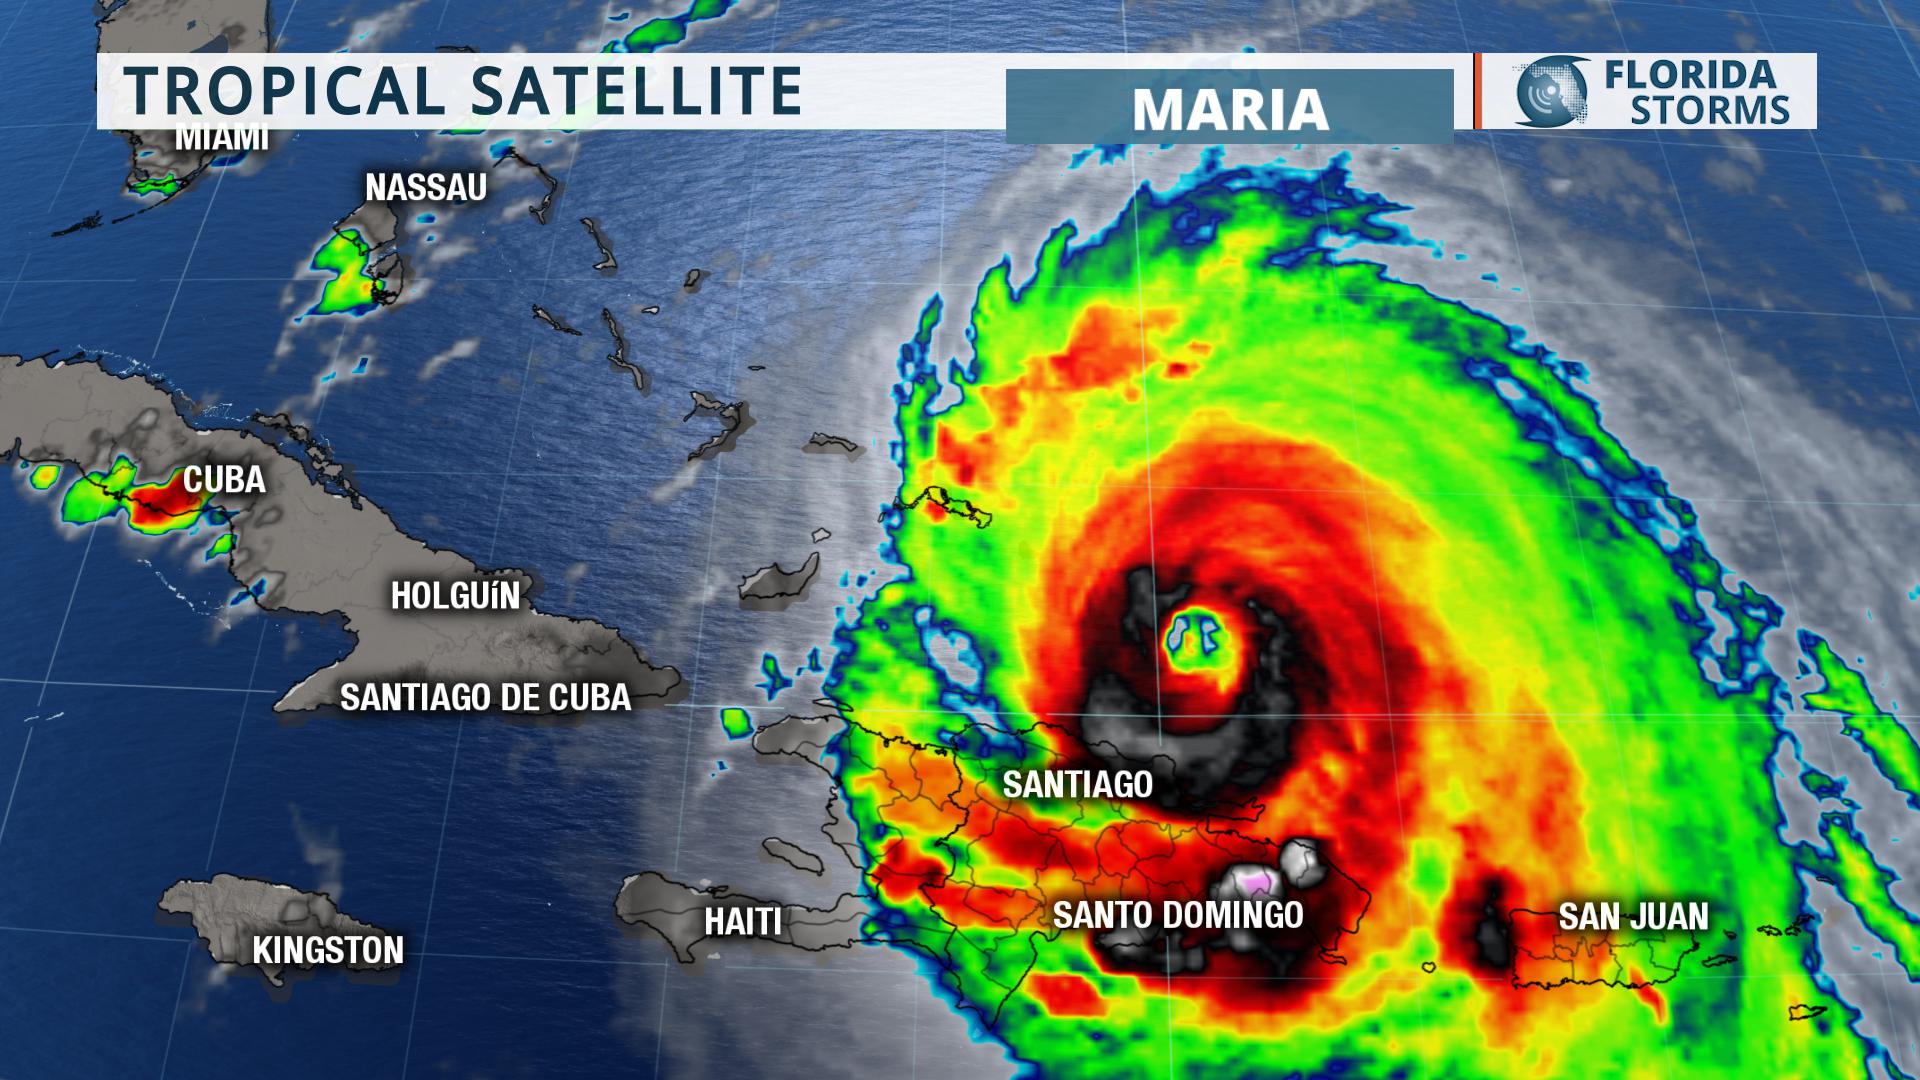 TROPICAL SATELLITE
MARIA
FLORIDA
STORMS
MIAMI
NASSAU
CUBA
HOLGUíN
SANTIAGO DE CUBA
SANTIAGO
HAITI
SANTO DOMINGO
SAN JUAN
KINGSTON